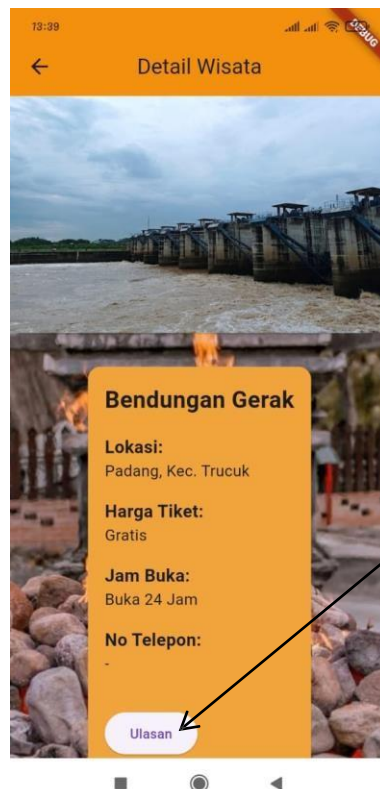 13:39
DEBUG
Detail Wisata
Bendungan Gerak
Lokasi:
Padang, Kec. Trucuk
Harga Tiket:
Gratis
Jam Buka:
Buka 24 Jam
No Telepon:
-
Ulasan